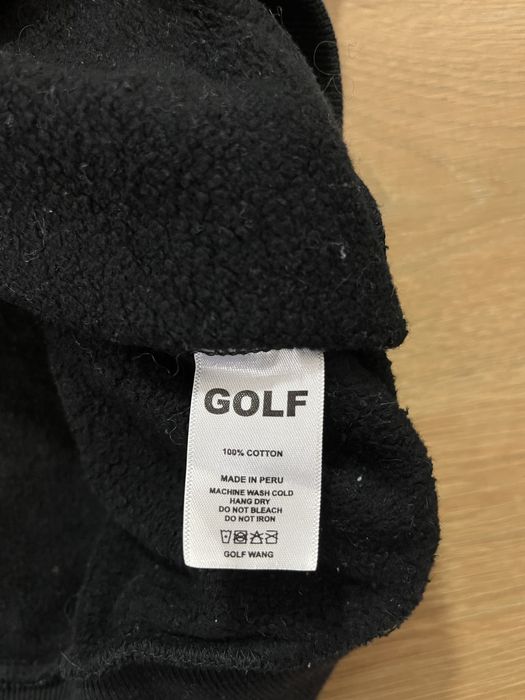 GOLF
100% COTTON
MADE IN PERU
MACHINE WASH COLD
HANG DRY
DO NOT BLEACH
DO NOT IRON
GOLF WANG